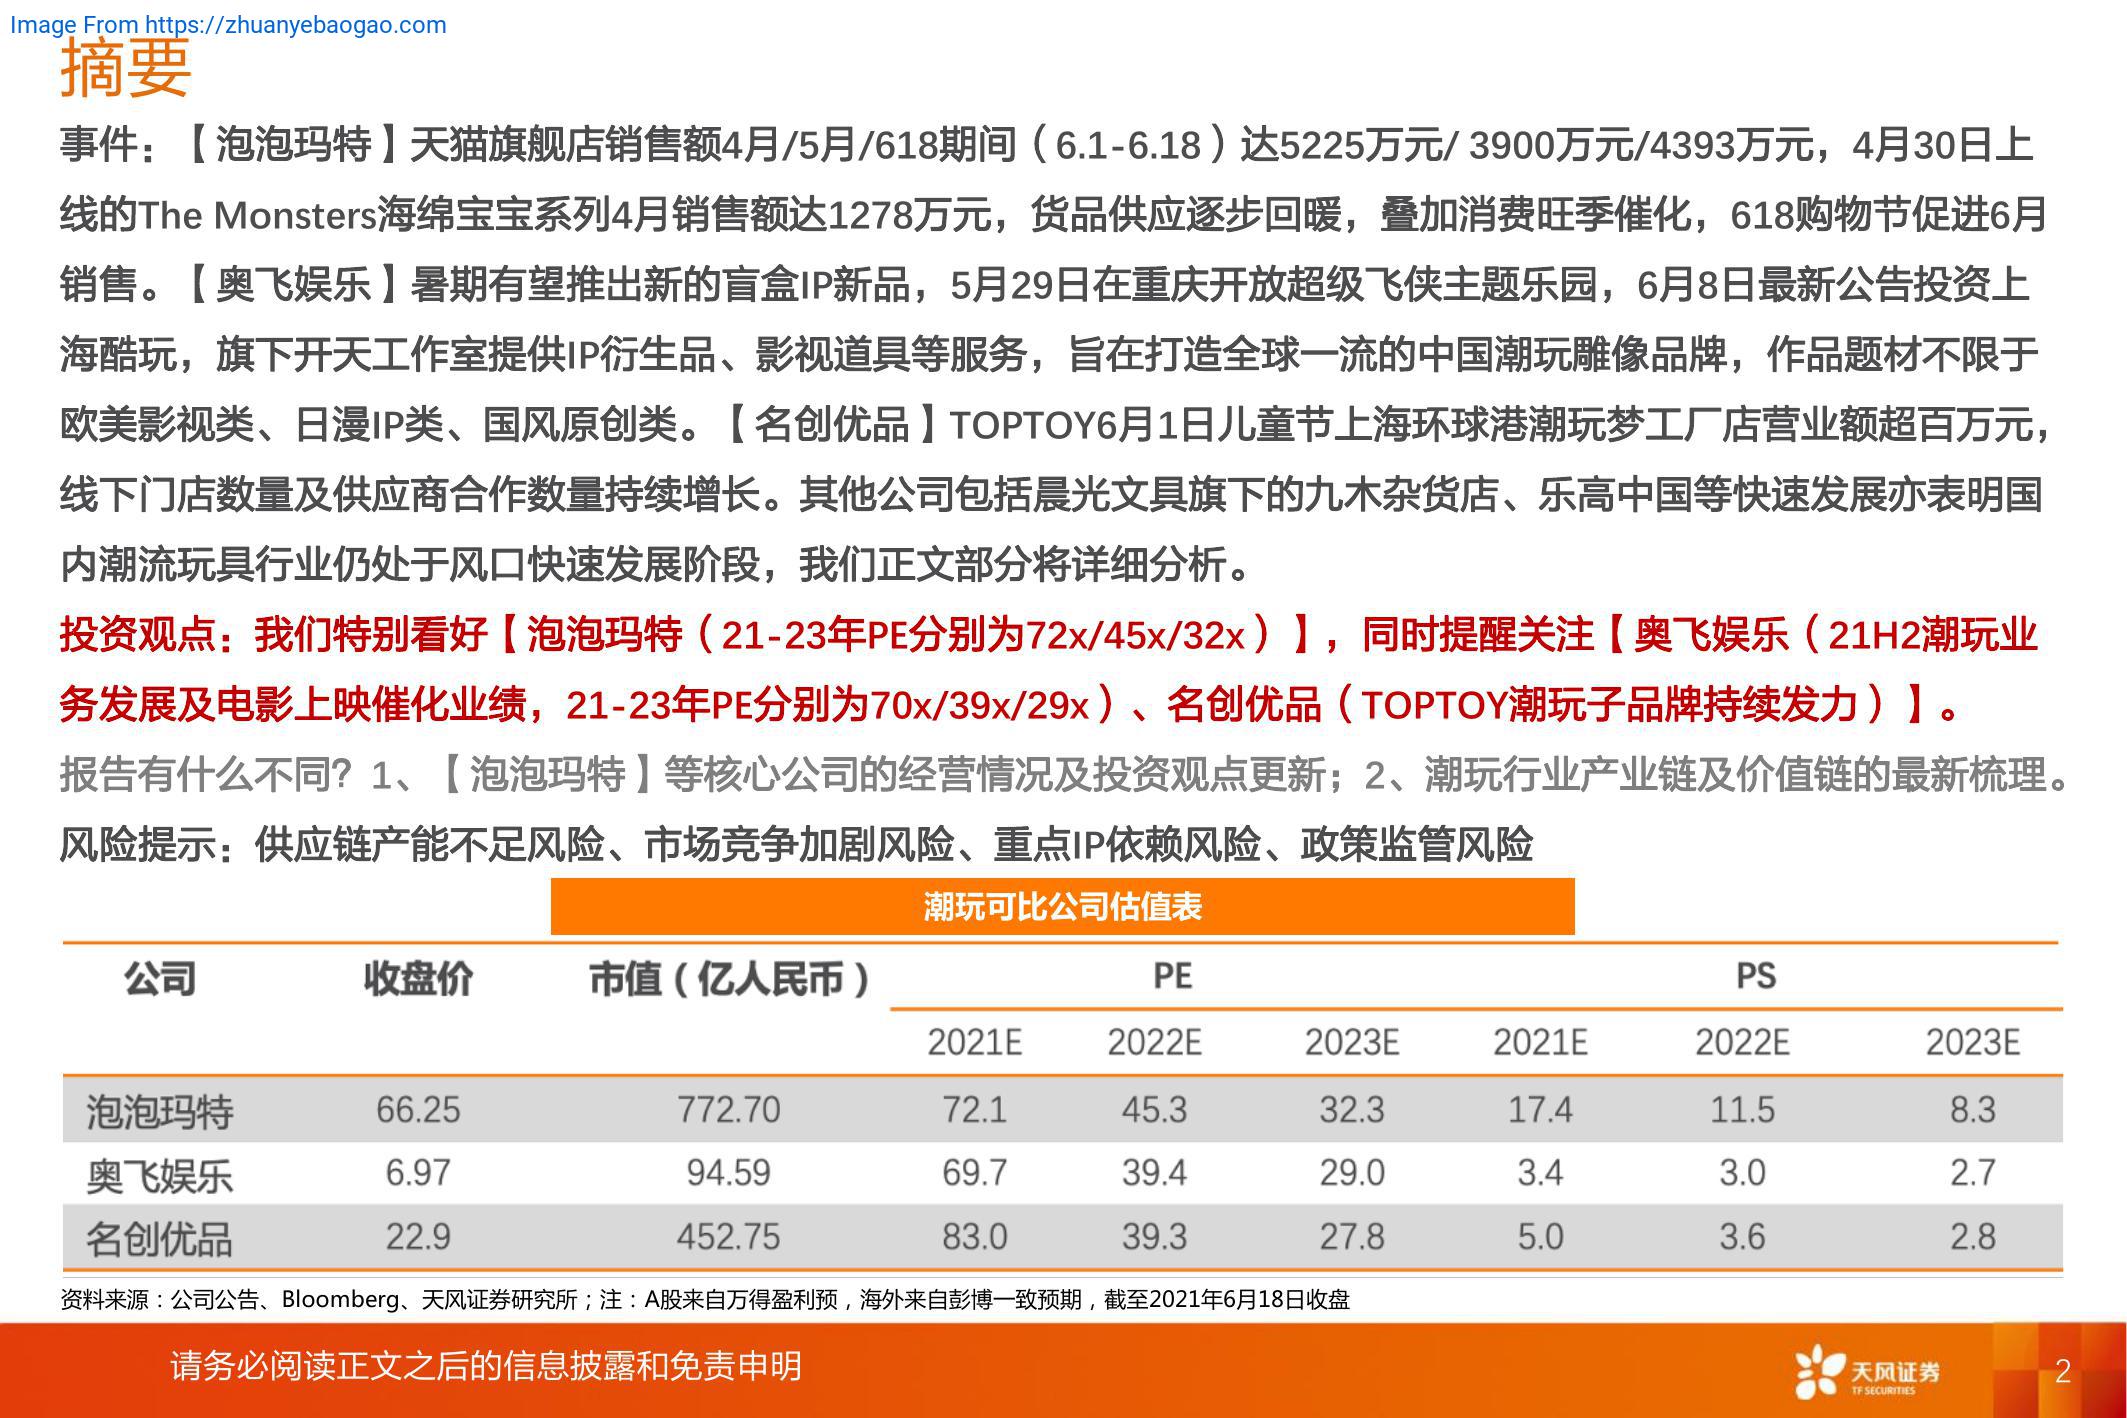 Image From https://zhuanyebaogao.com
摘要
事件：【泡泡玛特】天猫旗舰店销售额4月/5月/618期间（6.1-6.18）达5225万元/ 3900万元/4393万元，4月30日上
线的The Monsters海绵宝宝系列4月销售额达1278万元，货品供应逐步回暖，叠加消费旺季催化，618购物节促进6月
销售。【奥飞娱乐】暑期有望推出新的盲盒IP新品，5月29日在重庆开放超级飞侠主题乐园，6月8日最新公告投资上
海酷玩，旗下开天工作室提供IP衍生品、影视道具等服务，旨在打造全球一流的中国潮玩雕像品牌，作品题材不限于
欧美影视类、日漫IP类、国风原创类。【名创优品】TOPTOY6月1日儿童节上海环球港潮玩梦工厂店营业额超百万元，
线下门店数量及供应商合作数量持续增长。其他公司包括晨光文具旗下的九木杂货店、乐高中国等快速发展亦表明国
内潮流玩具行业仍处于风口快速发展阶段，我们正文部分将详细分析。
投资观点：我们特别看好【泡泡玛特（21-23年PE分别为72x/45x/32x）】，同时提醒关注【奥飞娱乐（21H2潮玩业
务发展及电影上映催化业绩，21-23年PE分别为70x/39x/29x）、名创优品（TOPTOY潮玩子品牌持续发力）】。
报告有什么不同？1、【泡泡玛特】等核心公司的经营情况及投资观点更新；2、潮玩行业产业链及价值链的最新梳理。
风险提示：供应链产能不足风险、市场竞争加剧风险、重点IP依赖风险、政策监管风险
潮玩可比公司估值表
公司 收盘价 市值（亿人民币） PE PS
2021E 2022E 2023E 2021E 2022E 2023E
泡泡玛特 66.25 772.70 72.1 45.3 32.3 17.4 11.5 8.3
奥飞娱乐 6.97 94.59 69.7 39.4 29.0 3.4 3.0 2.7
名创优品 22.9 452.75 83.0 39.3 27.8 5.0 3.6 2.8
资料来源：公司公告、Bloomberg、天风证券研究所；注：A股来自万得盈利预，海外来自彭博一致预期，截至2021年6月18日收盘
请务必阅读正文之后的信息披露和免责申明
天风证券
TF SECURITIES
2